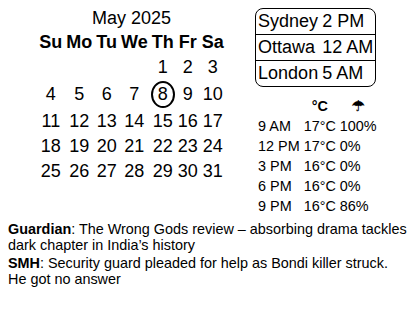 May 2025
Su Mo Tu We Th Fr Sa
1 2 3
4 5 6 7 8 9 10
11 12 13 14 15 16 17
18 19 20 21 22 23 24
25 26 27 28 29 30 31
Sydney 2 PM
Ottawa 12 AM
London 5 AM
°C ☂
9 AM 17°C 100%
12 PM 17°C 0%
3 PM 16°C 0%
6 PM 16°C 0%
9 PM 16°C 86%
Guardian: The Wrong Gods review – absorbing drama tackles
dark chapter in India’s history
SMH: Security guard pleaded for help as Bondi killer struck.
He got no answer